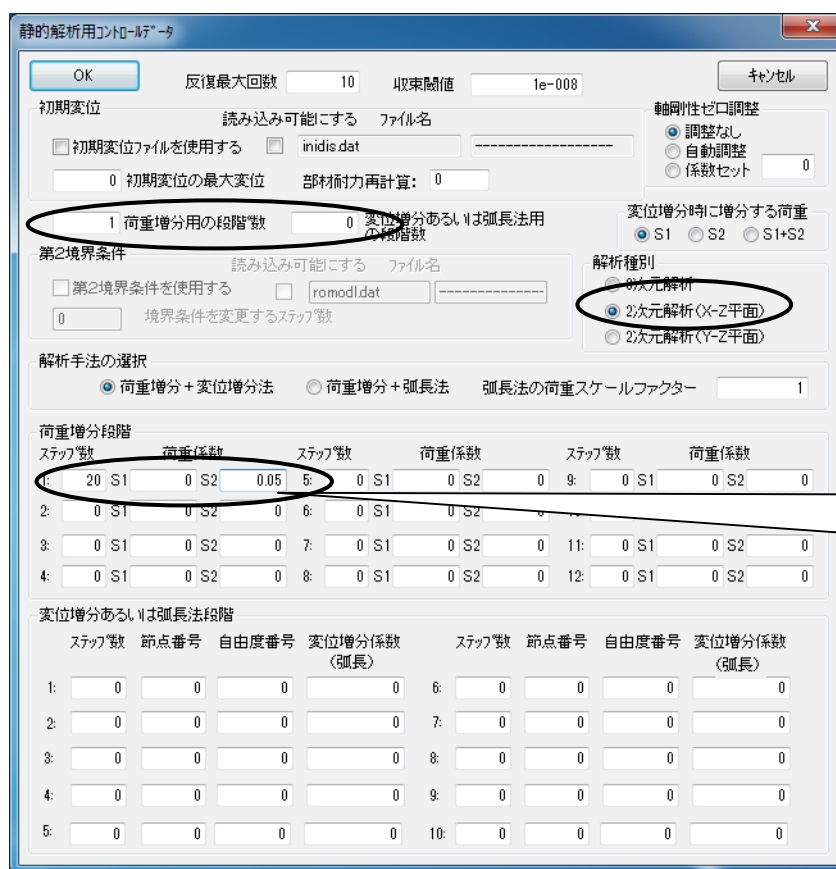 静的解析用コントロールデータ
OK 反復最大回数 10 収束閾値 1e-008 キャンセル
初期変位 読み込み可能にする ファイル名 軸剛性ゼロ調整
調整なし
初期変位ファイルを使用する inidis.dat ------------------- 自動調整
係数セット 0
0 初期変位の最大変位 部材耐力再計算: 0
1 荷重増分用の段階数 0 変位増分あるいは弧長法用の段階数 変位増分時に増分する荷重
S1 S2 S1+S2
第2境界条件 読み込み可能にする ファイル名 解析種別
3次元解析
第2境界条件を使用する romodl.dat -------------- 2次元解析(X-Z平面)
0 境界条件を変更するステップ数 2次元解析(Y-Z平面)
解析手法の選択
荷重増分+変位増分法 荷重増分+弧長法 弧長法の荷重スケールファクター 1
荷重増分段階
ステップ数 荷重係数 ステップ数 荷重係数 ステップ数 荷重係数
1: 20 S1 0 S2 0.05 5: 0 S1 0 S2 0 9: 0 S1 0 S2 0
2: 0 S1 0 S2 0 6: 0 S1 0 S2
3: 0 S1 0 S2 0 7: 0 S1 0 S2 0 11: 0 S1 0 S2 0
4: 0 S1 0 S2 0 8: 0 S1 0 S2 0 12: 0 S1 0 S2 0
変位増分あるいは弧長法段階
ステップ数 節点番号 自由度番号 変位増分係数 ステップ数 節点番号 自由度番号 変位増分係数
(弧長) (弧長)
1: 0 0 0 0 6: 0 0 0 0
2: 0 0 0 0 7: 0 0 0 0
3: 0 0 0 0 8: 0 0 0 0
4: 0 0 0 0 9: 0 0 0 0
5: 0 0 0 0 10: 0 0 0 0